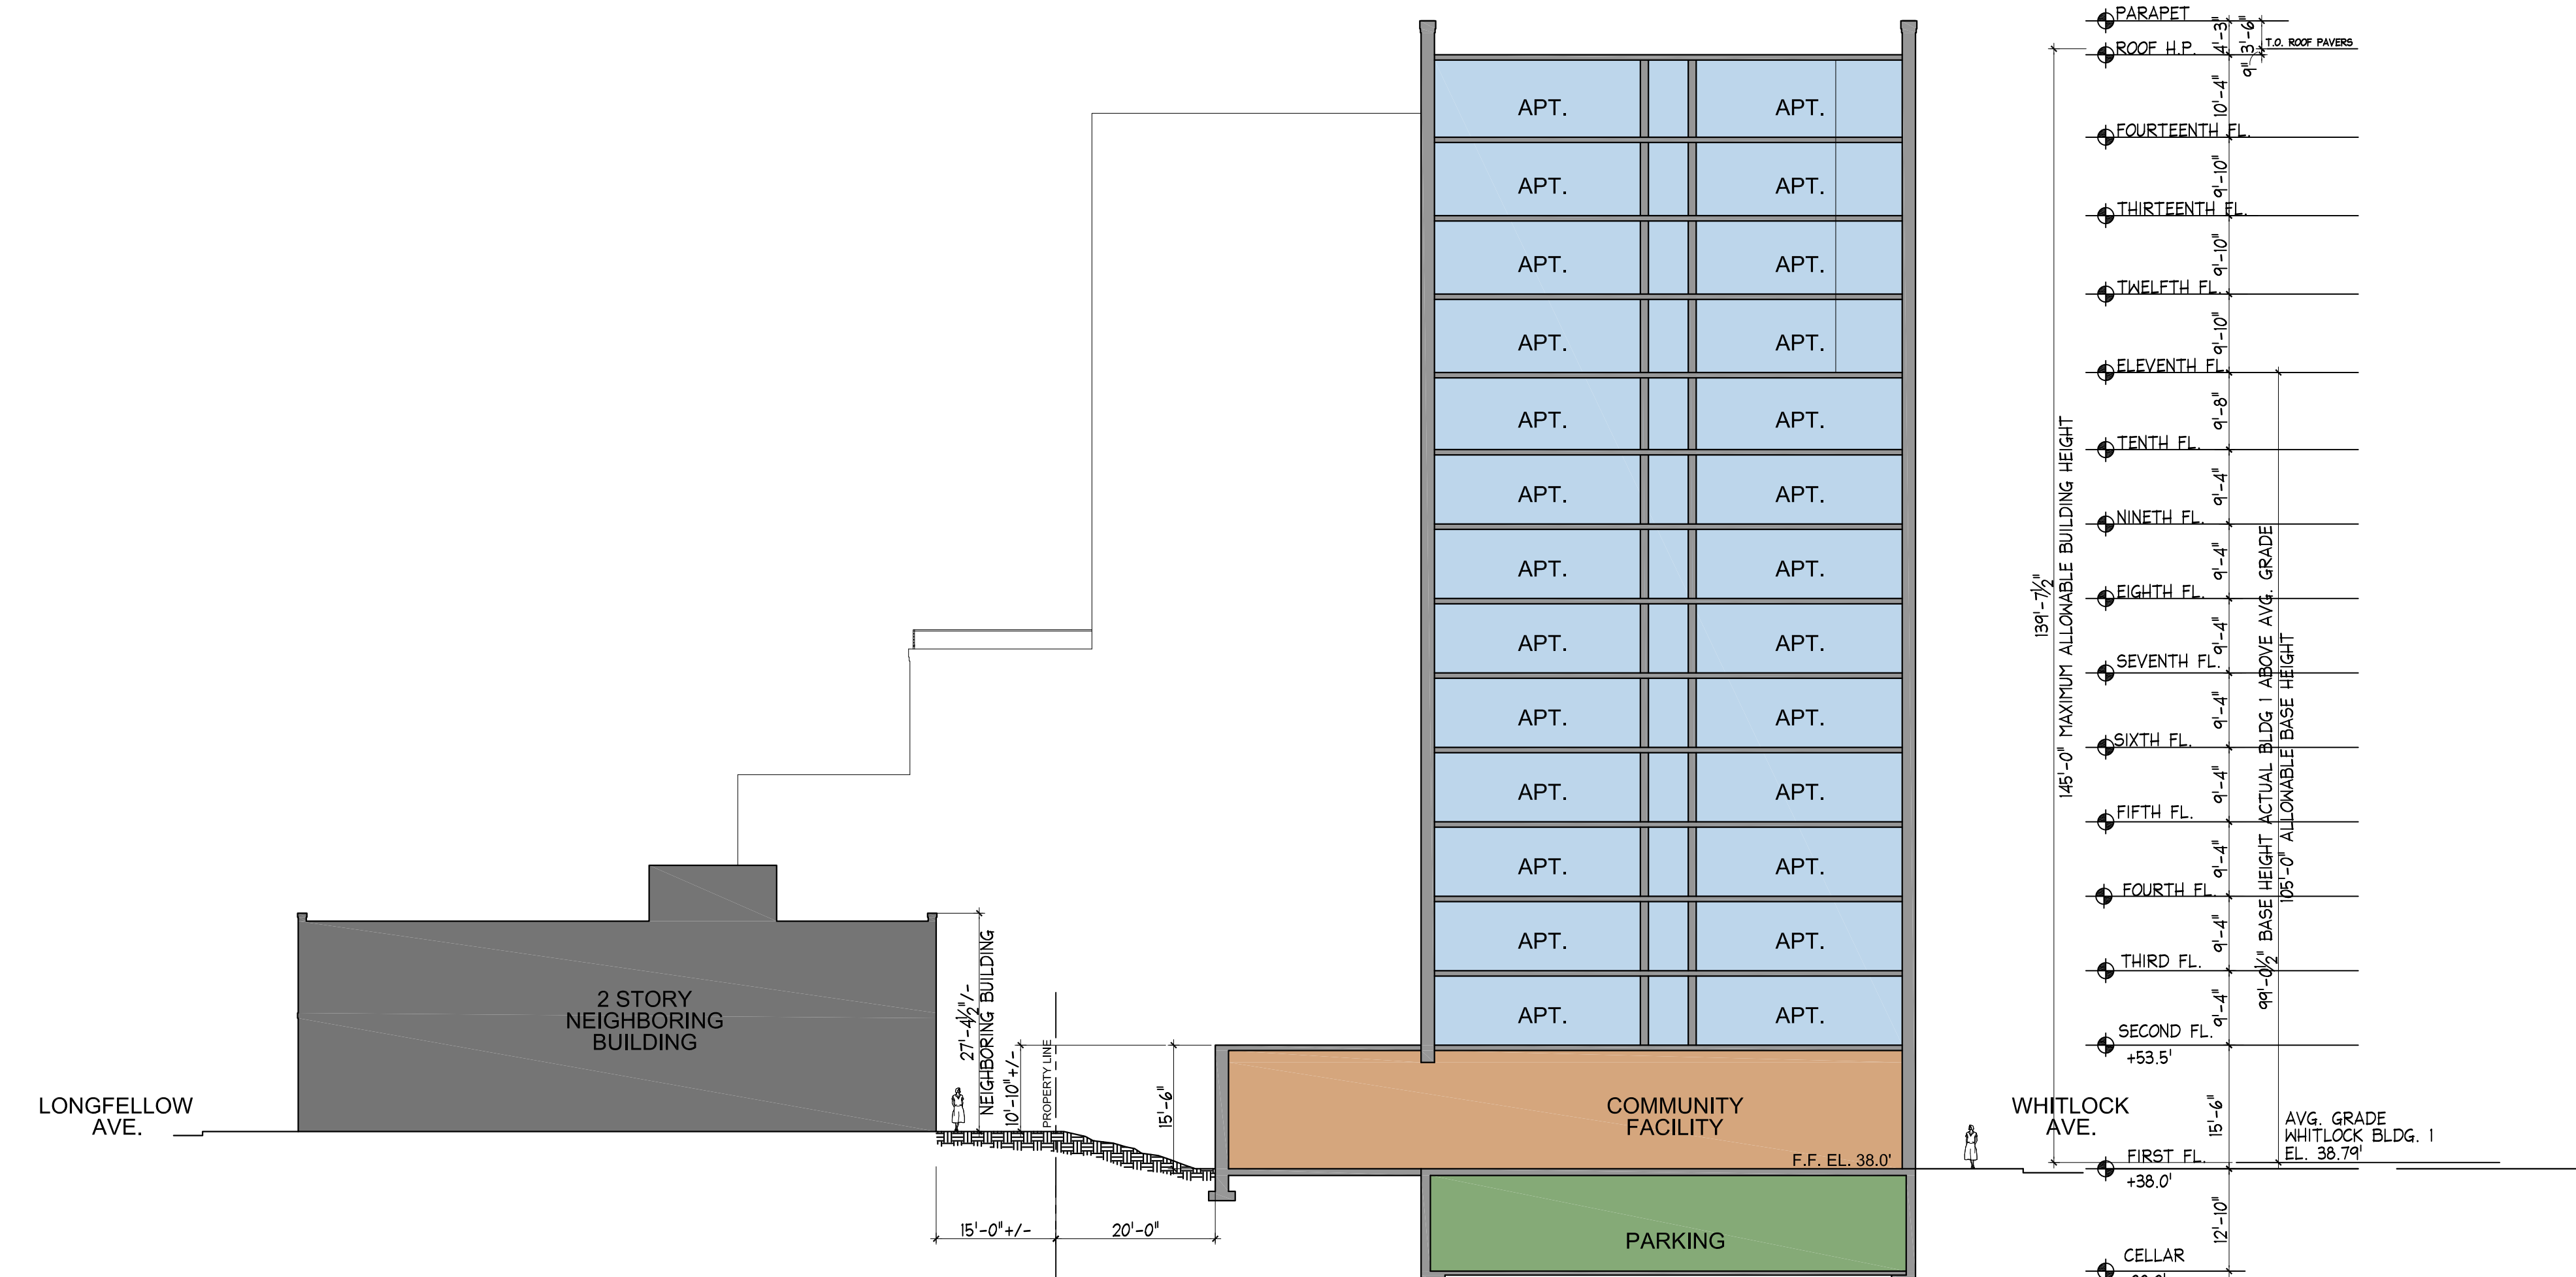 PARAPET
4'-3"
3'-6"
T.O. ROOF PAVERS
ROOF H.P.
9"
10'-4"
APT.
APT.
FOURTEENTH FL.
9'-10"
APT.
APT.
THIRTEENTH FL.
9'-10"
APT.
APT.
TWELFTH FL.
9'-10"
APT.
APT.
ELEVENTH FL.
9'-8"
APT.
APT.
TENTH FL.
9'-4"
APT.
APT.
NINETH FL.
9'-4"
APT.
APT.
EIGHTH FL.
9'-4"
APT.
APT.
SEVENTH FL.
9'-4"
APT.
APT.
SIXTH FL.
9'-4"
APT.
APT.
FIFTH FL.
9'-4"
APT.
APT.
FOURTH FL.
9'-4"
APT.
APT.
THIRD FL.
9'-4"
APT.
APT.
SECOND FL.
+53.5'
139'-7½"
145'-0" MAXIMUM ALLOWABLE BUILDING HEIGHT
99'-0½" BASE HEIGHT ACTUAL BLDG 1 ABOVE AVG. GRADE
105'-0" ALLOWABLE BASE HEIGHT
2 STORY
NEIGHBORING
BUILDING
27'-4½"+/-
NEIGHBORING BUILDING
10'-10"+/-
PROPERTY LINE
15'-6"
LONGFELLOW
AVE.
COMMUNITY
FACILITY
F.F. EL. 38.0'
WHITLOCK
AVE.
15'-6"
AVG. GRADE
WHITLOCK BLDG. 1
EL. 38.79'
FIRST FL.
+38.0'
15'-0"+/-
20'-0"
PARKING
12'-10"
CELLAR